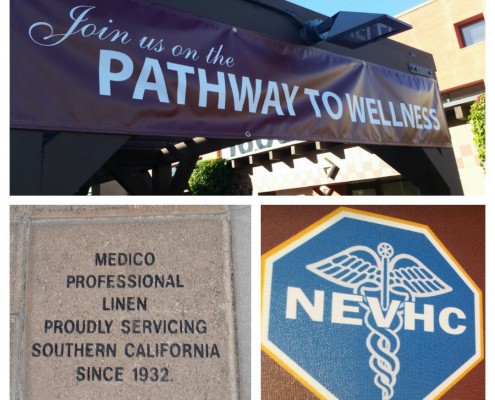 Join us on the
PATHWAY TO WELLNESS
MEDICO
PROFESSIONAL
LINEN
PROUDLY SERVICING
SOUTHERN CALIFORNIA
SINCE 1932.
NEVHC